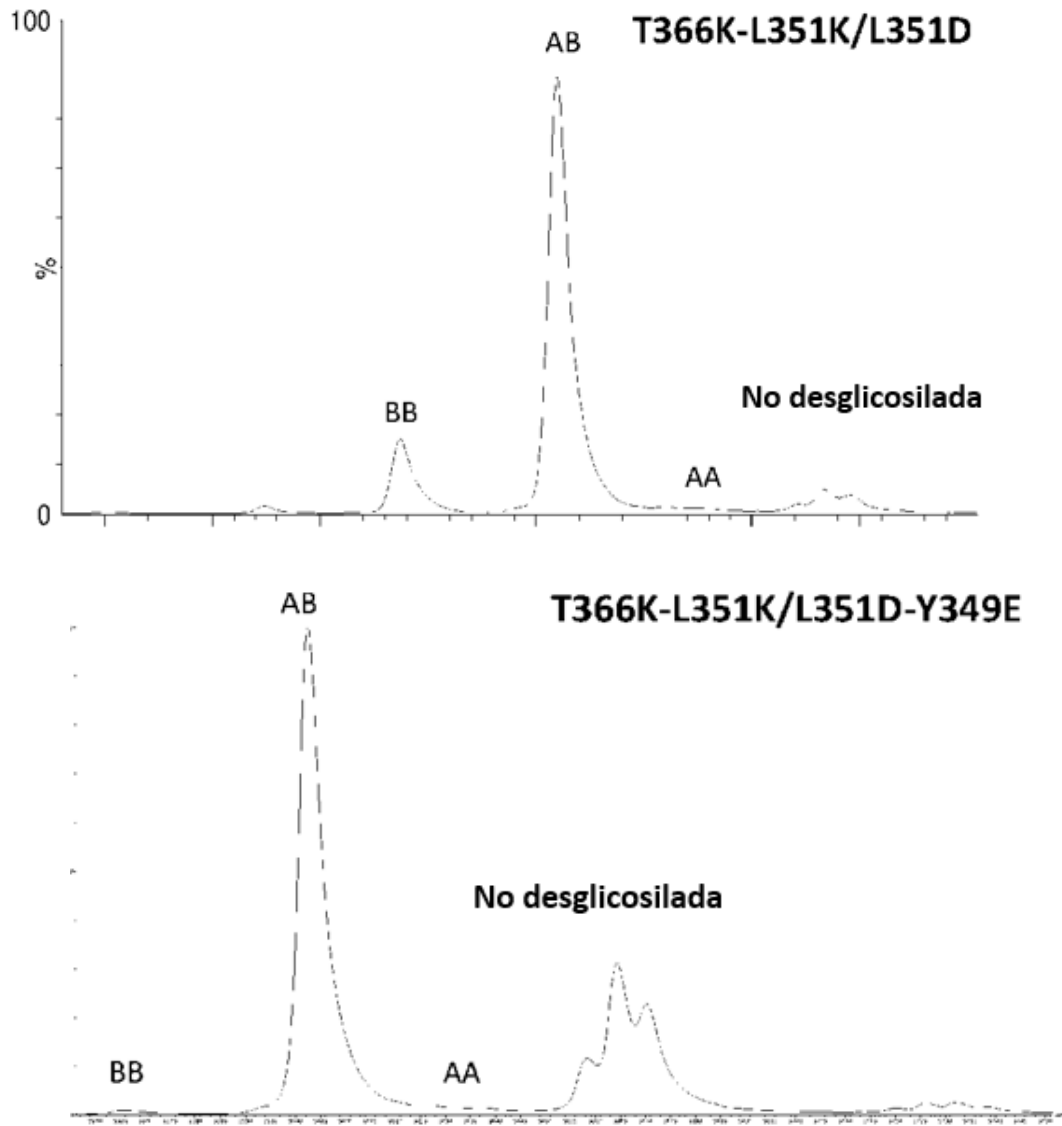 100
T366K-L351K/L351D
AB
%
BB
No desglicosilada
AA
0
AB
T366K-L351K/L351D-Y349E
No desglicosilada
BB
AA